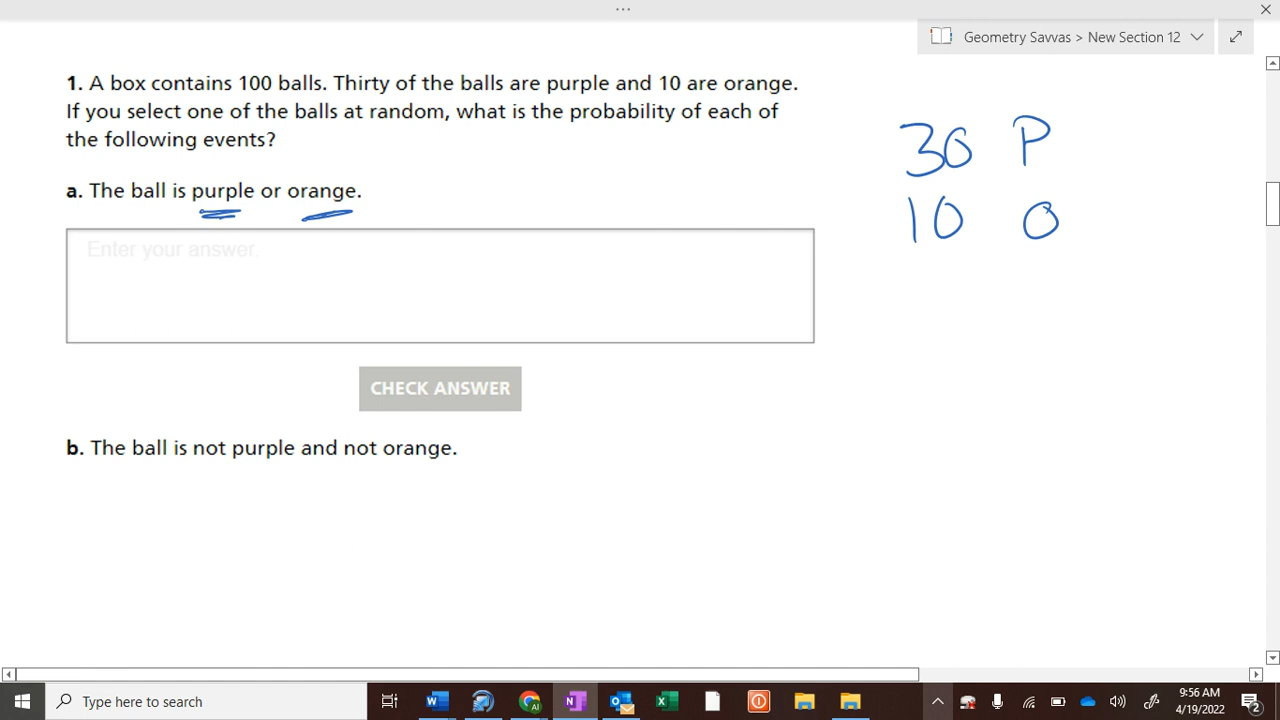 Geometry Savvas > New Section 12
1. A box contains 100 balls. Thirty of the balls are purple and 10 are orange.
If you select one of the balls at random, what is the probability of each of
the following events?
30 P
a. The ball is purple or orange.
10 O
Enter your answer.
CHECK ANSWER
b. The ball is not purple and not orange.
Type here to search
9:56 AM
4/19/2022
2